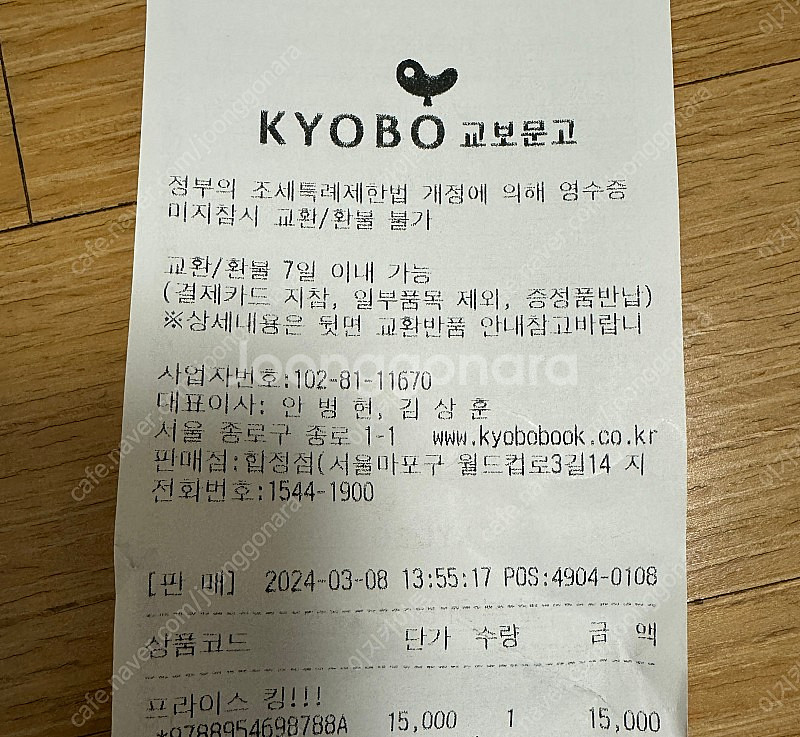 KYOBO 교보문고
정부의 조세특례제한법 개정에 의해 영수증
미지참시 교환/환불 불가
교환/환불 7일 이내 가능
(결제카드 지참, 일부품목 제외, 증정품반납)
※상세내용은 뒷면 교환반품 안내참고바랍니
Joonggonara
사업자번호:102-81-11670
대표이사: 안 병 현, 김 상 훈
서울 종로구 종로 1-1 www.kyobobook.co.kr
판매점:합정점(서울마포구 월드컵로3길14 지
전화번호:1544-1900
[판 매] 2024-03-08 13:55:17 POS:4904-0108
상품코드 단가 수량 금 액
프라이스 킹!!!
*9788954698788A 15,000 1 15,000